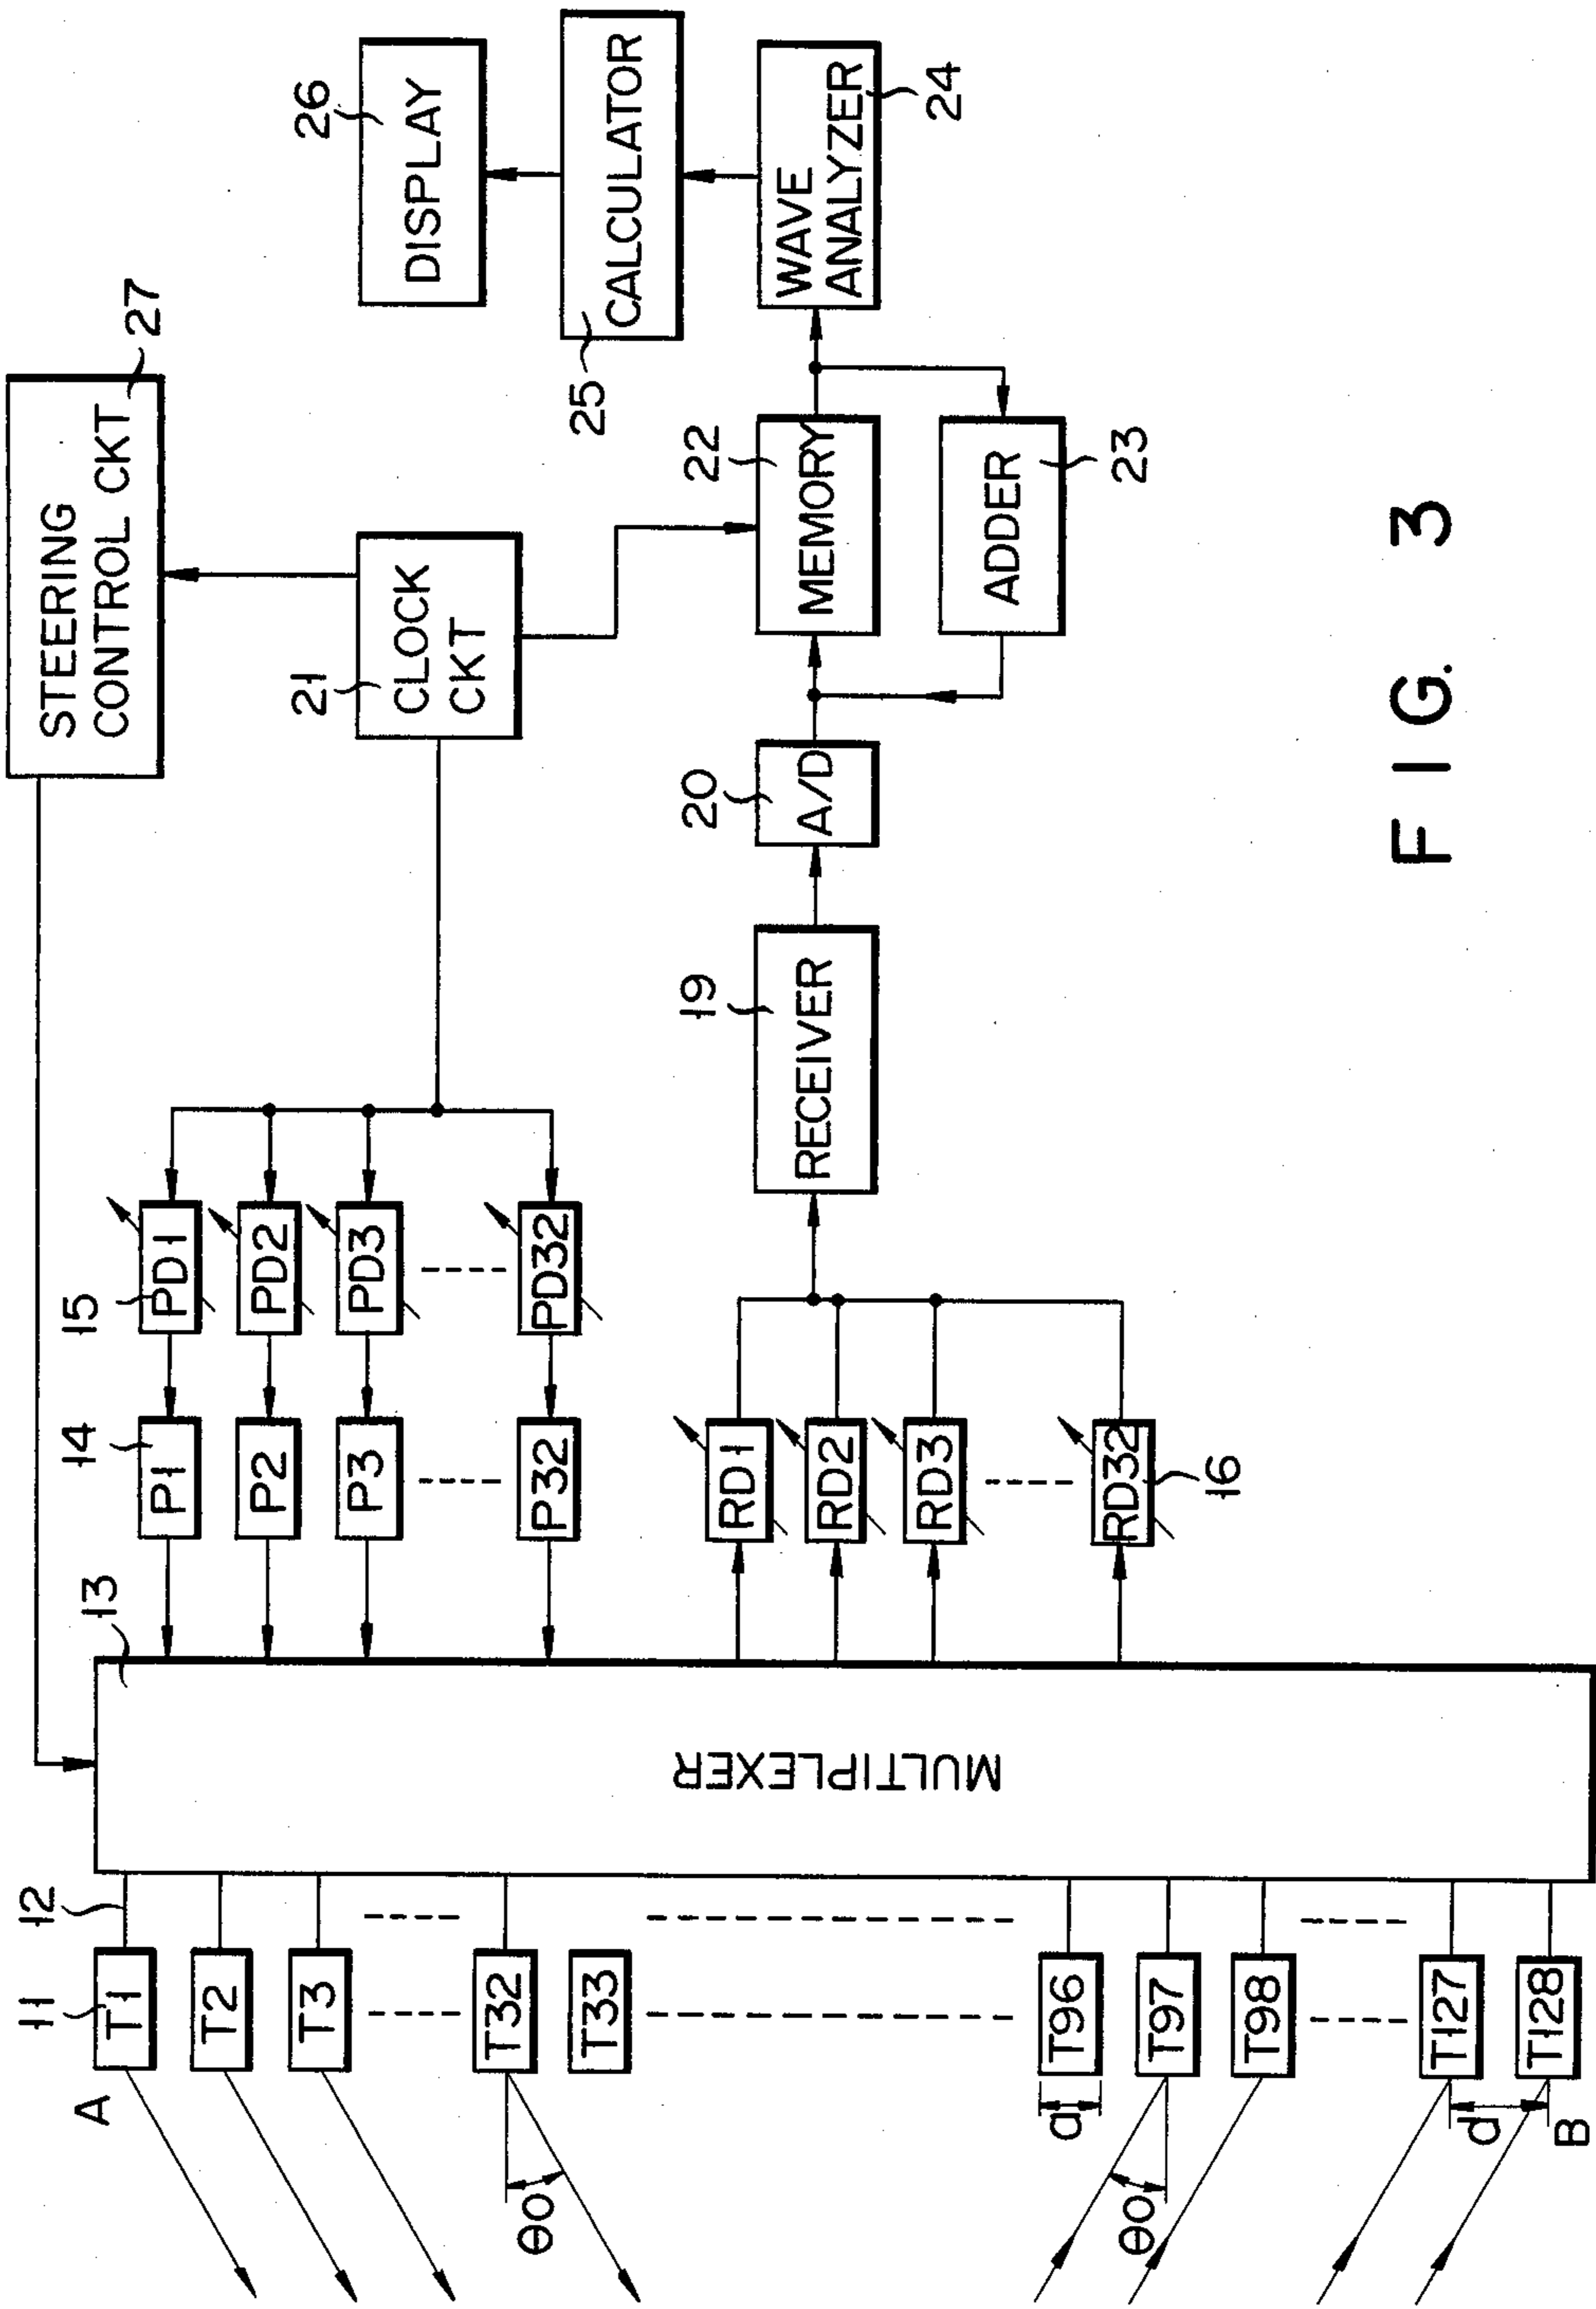 STEERING
CONTROL CKT
27
DISPLAY
26
CALCULATOR
25
WAVE
ANALYZER
24
CLOCK
CKT
21
MEMORY
22
ADDER
23
A/D
20
RECEIVER
19
15
PD1
PD2
PD3
PD32
14
P1
P2
P3
P32
RD1
RD2
RD3
RD32
16
13
MULTIPLEXER
12
11
T1
T2
T3
T32
T33
T96
T97
T98
T127
T128
A
θ0
a
θ0
d
B
FIG. 3